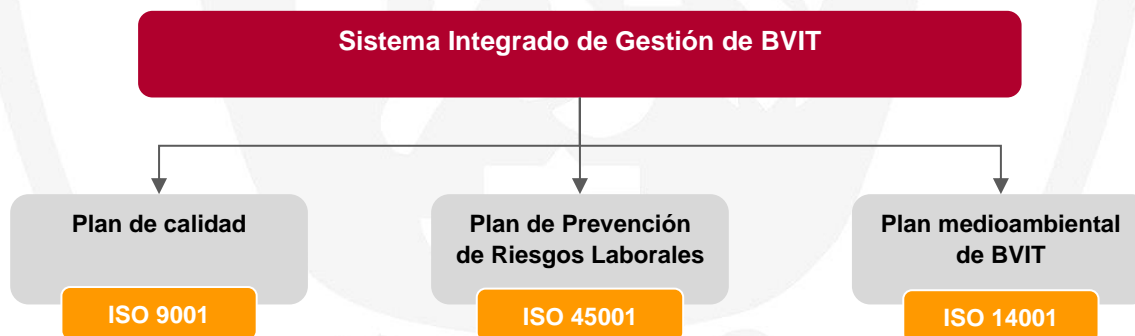 Sistema Integrado de Gestión de BVIT
Plan de calidad
ISO 9001
Plan de Prevención
de Riesgos Laborales
ISO 45001
Plan medioambiental
de BVIT
ISO 14001